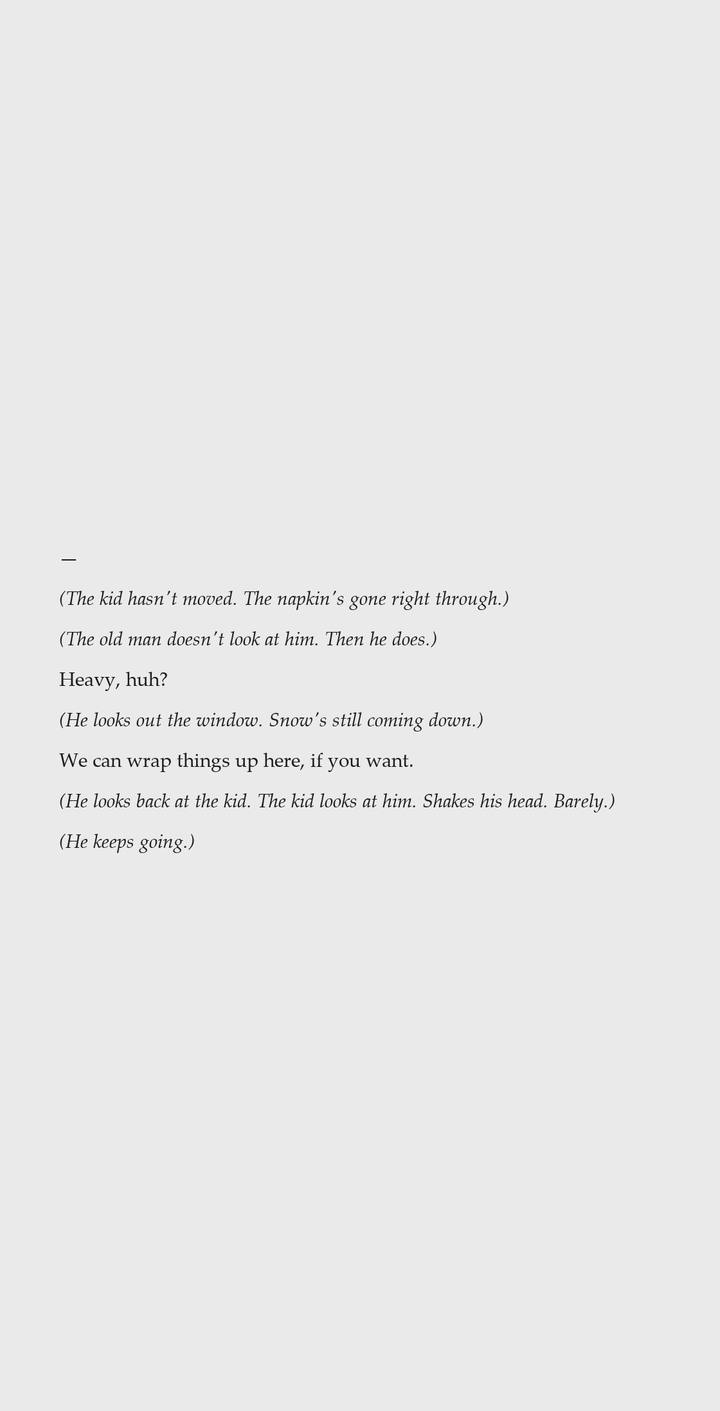 —
(The kid hasn't moved. The napkin's gone right through.)
(The old man doesn't look at him. Then he does.)
Heavy, huh?
(He looks out the window. Snow's still coming down.)
We can wrap things up here, if you want.
(He looks back at the kid. The kid looks at him. Shakes his head. Barely.)
(He keeps going.)